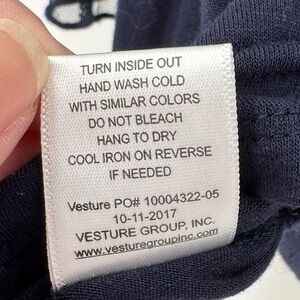 TURN INSIDE OUT
HAND WASH COLD
WITH SIMILAR COLORS
DO NOT BLEACH
HANG TO DRY
COOL IRON ON REVERSE
IF NEEDED
Vesture PO# 10004322-05
10-11-2017
VESTURE GROUP, INC.
www.vesturegroupinc.com